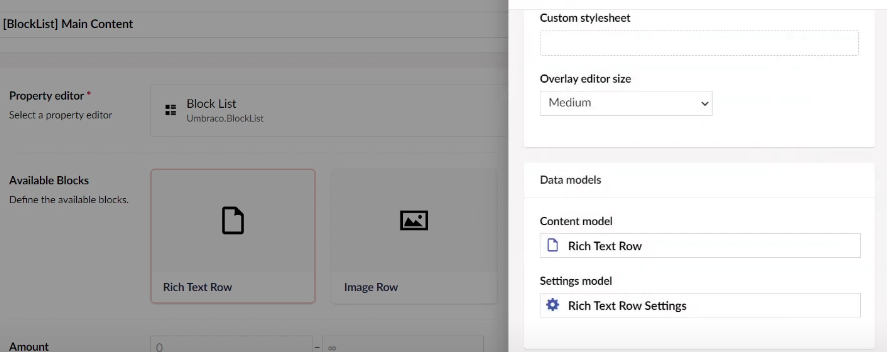 [BlockList] Main Content
Property editor *
Select a property editor
Block List
Umbraco.BlockList
Available Blocks
Define the available blocks.
Rich Text Row
Image Row
Amount
0
–
∞
Custom stylesheet
Overlay editor size
Medium
Data models
Content model
Rich Text Row
Settings model
Rich Text Row Settings